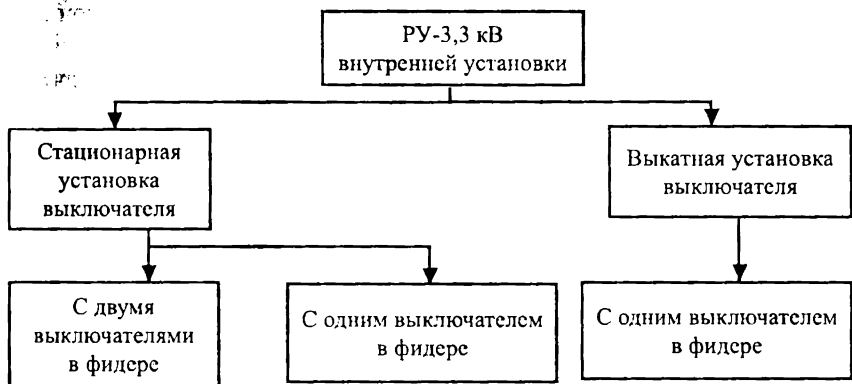 РУ-3,3 кВ
внутренней установки
Стационарная
установка
выключателя
Выкатная установка
выключателя
С двумя
выключателями
в фидере
С одним выключателем
в фидере
С одним выключателем
в фидере